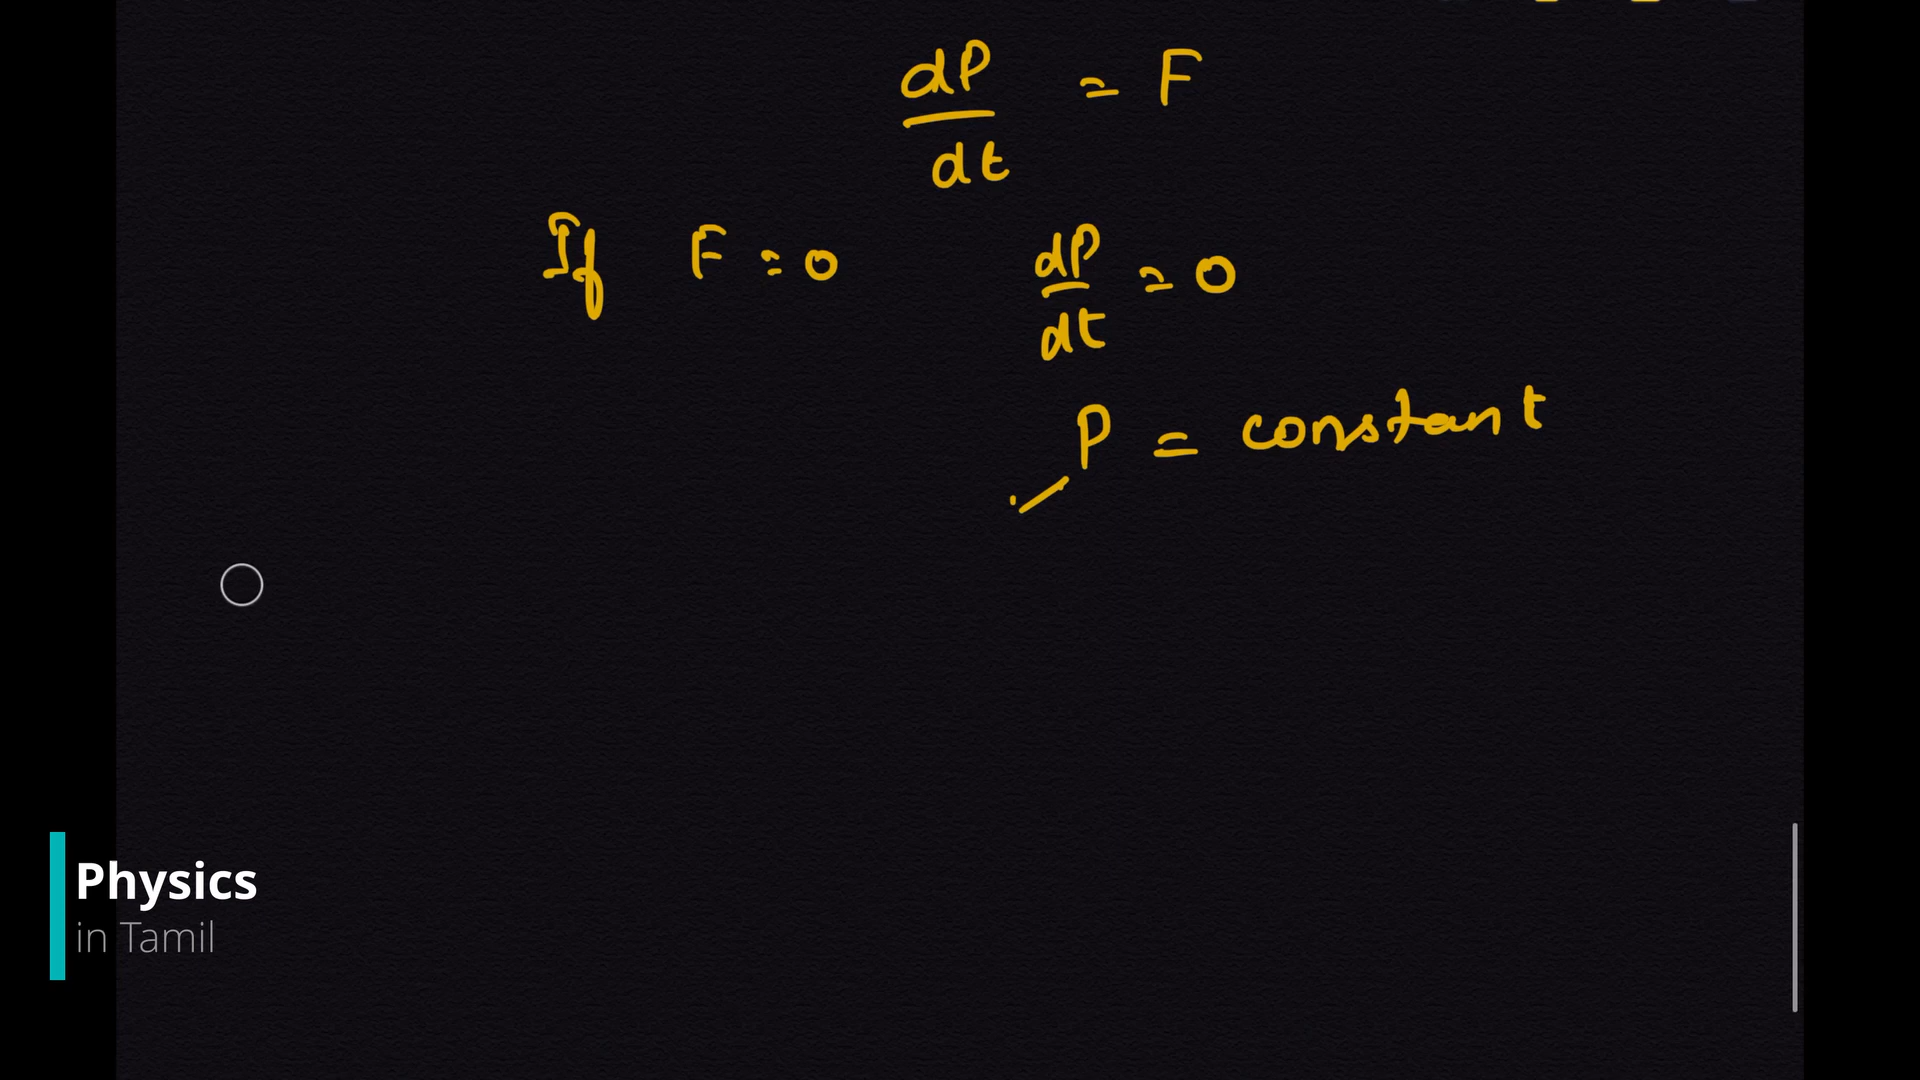 dP/dt = F
If F = 0 dP/dt = 0
P = constant
Physics
in Tamil